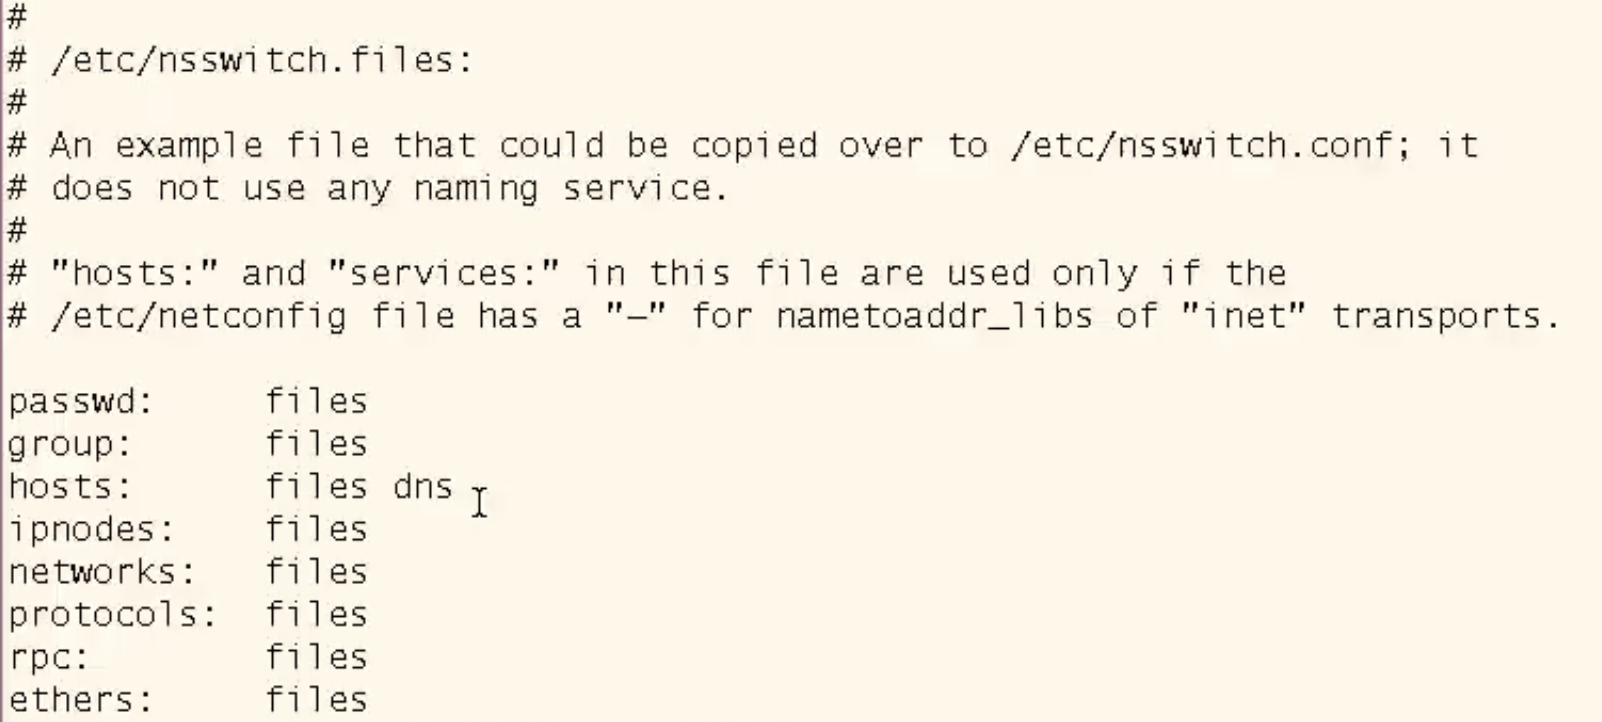 #
# /etc/nsswitch.files:
#
# An example file that could be copied over to /etc/nsswitch.conf; it
# does not use any naming service.
#
# "hosts:" and "services:" in this file are used only if the
# /etc/netconfig file has a "-" for nametoaddr_libs of "inet" transports.

passwd:     files
group:      files
hosts:      files dns
ipnodes:    files
networks:   files
protocols:  files
rpc:        files
ethers:     files